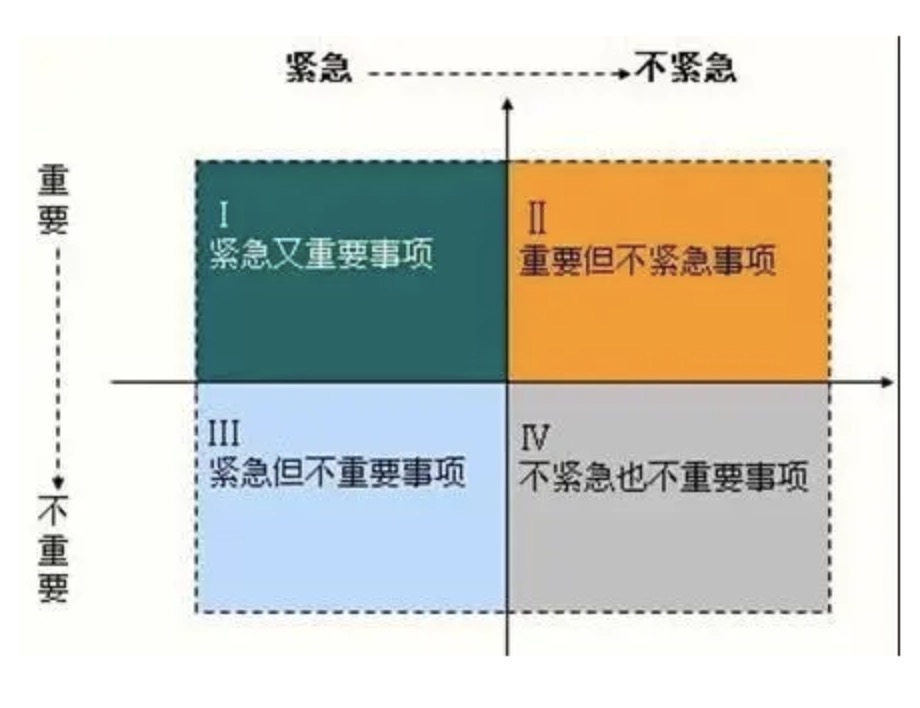 紧急 不紧急
重要
不重要
I
紧急又重要事项
II
重要但不紧急事项
III
紧急但不重要事项
IV
不紧急也不重要事项